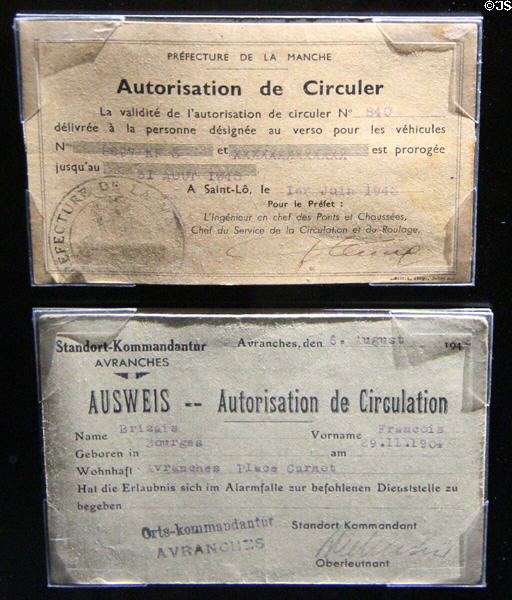 ©JS
PRÉFECTURE DE LA MANCHE
Autorisation de Circuler
La validité de l'autorisation de circuler N° 840
délivrée à la personne désignée au verso pour les véhicules
N° et XXXXXXXXXXXXXX est prorogée
jusqu'au 31 AOUT 1943
A Saint-Lô, le 1er Juin 1943
Pour le Préfet :
L'Ingénieur en chef des Ponts et Chaussées,
Chef du Service de la Circulation et du Roulage,
PRÉFECTURE DE LA
Standort-Kommandantur
AVRANCHES
Avranches, den 6. August 194
AUSWEIS -- Autorisation de Circulation
Name Brizais Vorname François
Geboren in Bourges am 29.11.1904
Wohnhaft Avranches Place Carnot
Hat die Erlaubnis sich im Alarmfalle zur befohlenen Dienststelle zu
begeben
Orts-kommandantur
AVRANCHES
Standort Kommandant
Oberleutnant